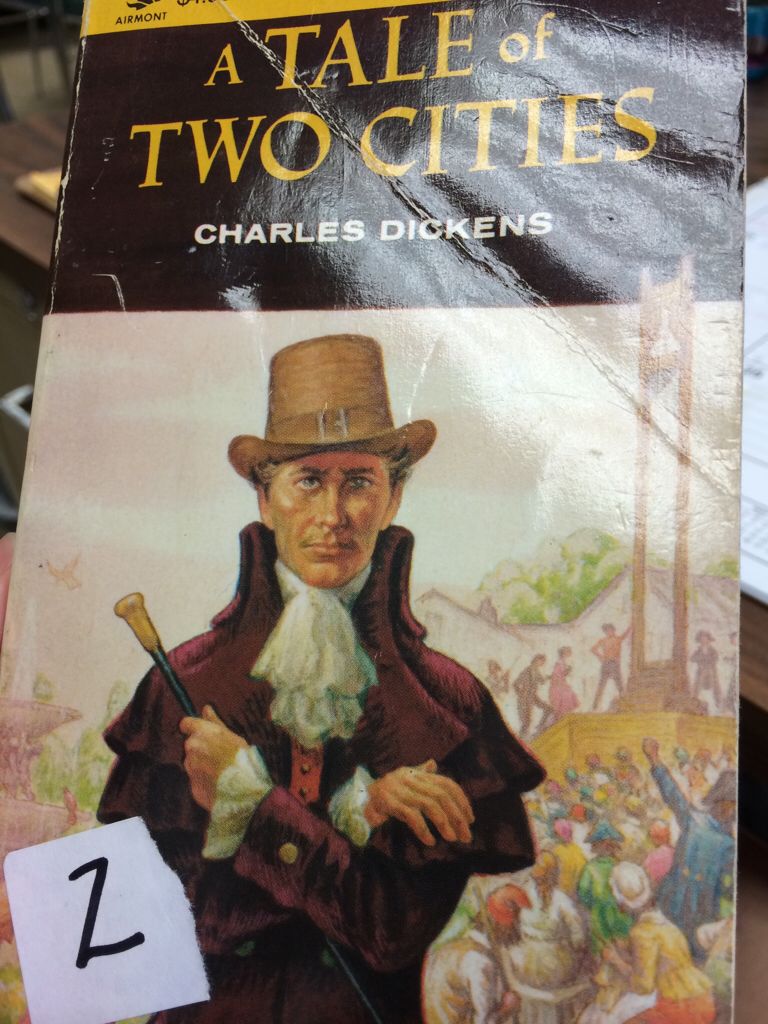 AIRMONT
A TALE of
TWO CITIES
CHARLES DICKENS
2